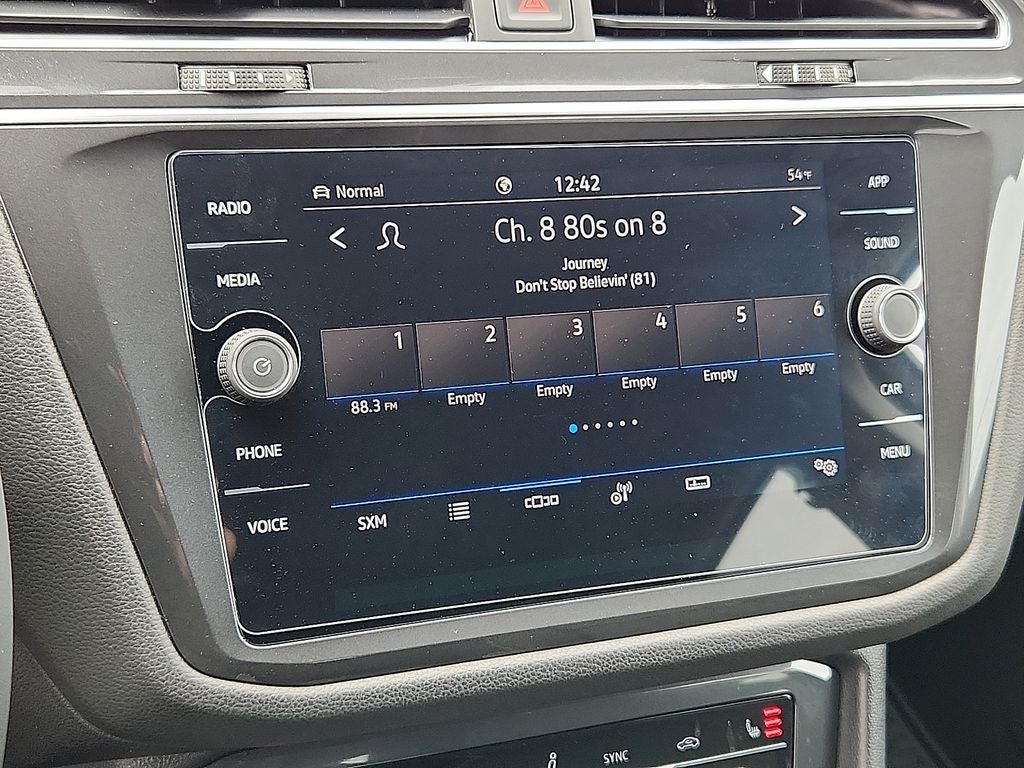 RADIO
MEDIA
PHONE
VOICE
Normal
12:42
54°F
Ch. 8 80s on 8
Journey
Don't Stop Believin' (81)
1
2
3
4
5
6
88.3 FM
Empty
Empty
Empty
Empty
Empty
SXM
APP
SOUND
CAR
MENU
SYNC